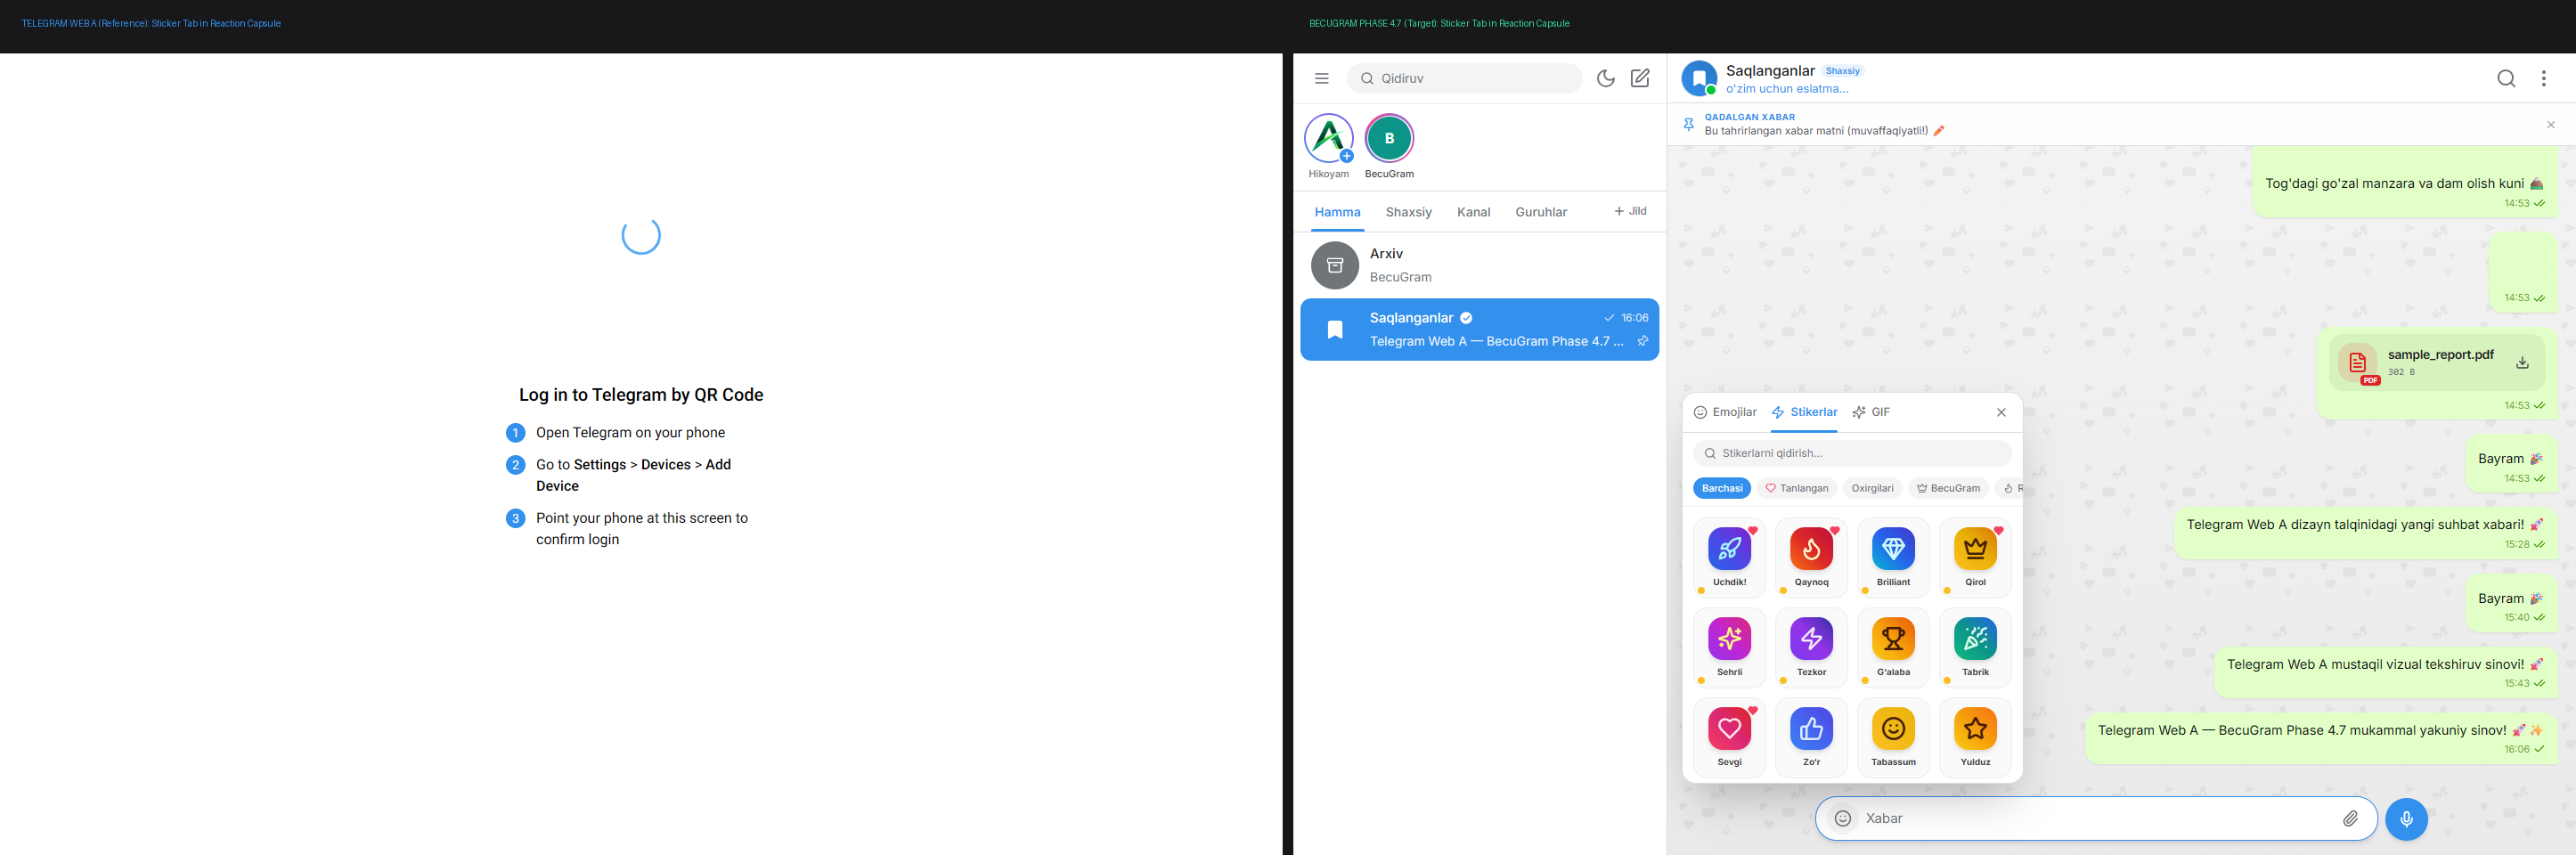 TELEGRAM WEB A (Reference): Sticker Tab in Reaction Capsule
BECUGRAM PHASE 4.7 (Target): Sticker Tab in Reaction Capsule
Log in to Telegram by QR Code
1 Open Telegram on your phone
2 Go to Settings > Devices > Add
Device
3 Point your phone at this screen to
confirm login
Qidiruv
B
Hikoyam
BecuGram
Hamma
Shaxsiy
Kanal
Guruhlar
+ Jild
Arxiv
BecuGram
Saqlanganlar
16:06
Telegram Web A — BecuGram Phase 4.7 ...
Saqlanganlar Shaxsiy
o'zim uchun eslatma...
QADALGAN XABAR
Bu tahrirlangan xabar matni (muvaffaqiyatli!)
Tog'dagi go'zal manzara va dam olish kuni
14:53
14:53
sample_report.pdf
302 B
PDF
14:53
Bayram
14:53
Telegram Web A dizayn talqinidagi yangi suhbat xabari!
15:28
Bayram
15:40
Telegram Web A mustaqil vizual tekshiruv sinovi!
15:43
Telegram Web A — BecuGram Phase 4.7 mukammal yakuniy sinov!
16:06
Emojilar
Stikerlar
GIF
Stikerlarni qidirish...
Barchasi
Tanlangan
Oxirgilari
BecuGram
Uchdik!
Qaynoq
Brilliant
Qirol
Sehrli
Tezkor
G'alaba
Tabrik
Sevgi
Zo'r
Tabassum
Yulduz
Xabar